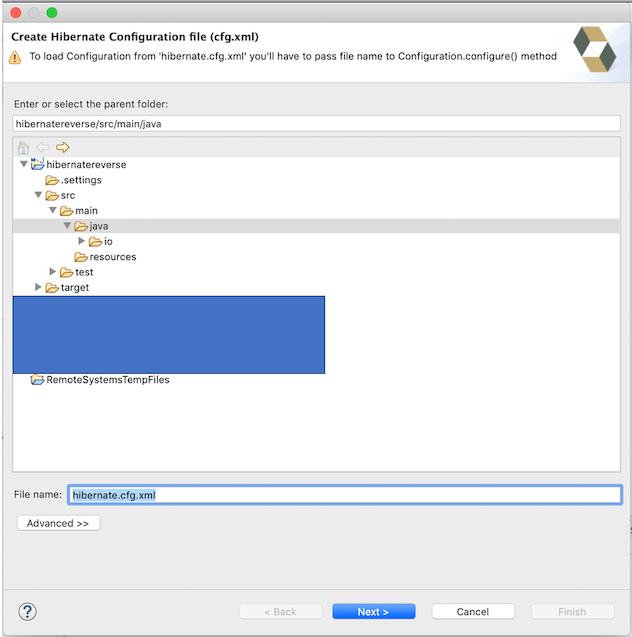 Create Hibernate Configuration file (cfg.xml)
To load Configuration from 'hibernate.cfg.xml' you'll have to pass file name to Configuration.configure() method
Enter or select the parent folder:
hibernatereverse/src/main/java
hibernatereverse
.settings
src
main
java
io
resources
test
target
RemoteSystemsTempFiles
File name: hibernate.cfg.xml
Advanced >>
? < Back Next > Cancel Finish